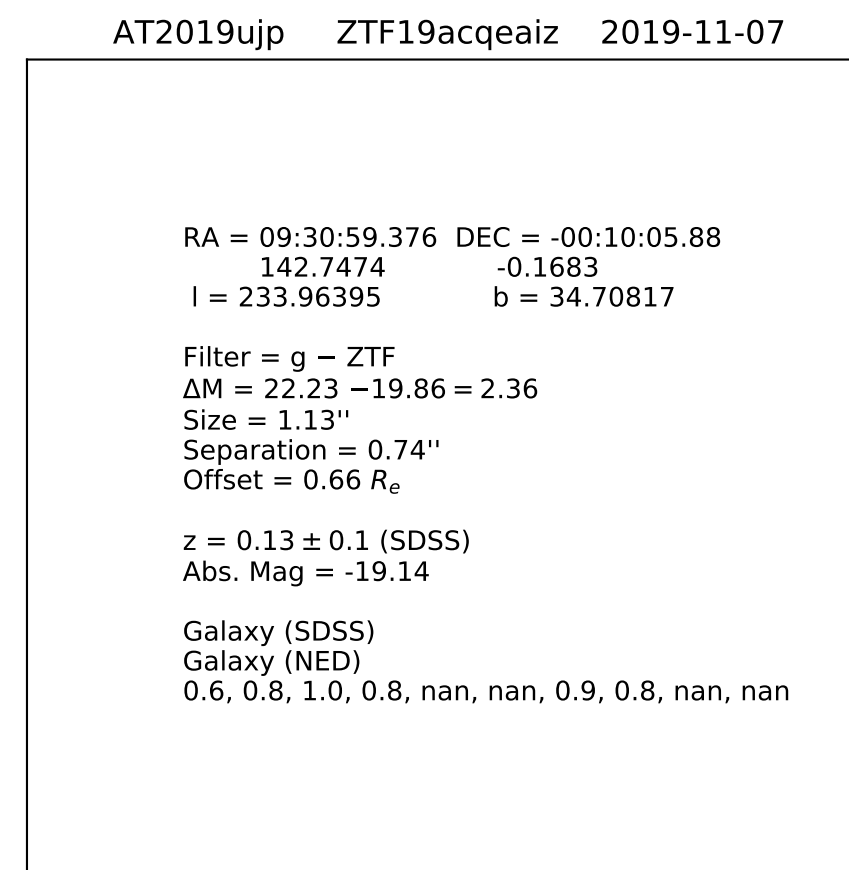 AT2019ujp ZTF19acqeaiz 2019-11-07
RA = 09:30:59.376 DEC = -00:10:05.88
142.7474 -0.1683
l = 233.96395 b = 34.70817
Filter = g − ZTF
ΔM = 22.23 −19.86 = 2.36
Size = 1.13''
Separation = 0.74''
Offset = 0.66 Re
z = 0.13 ± 0.1 (SDSS)
Abs. Mag = -19.14
Galaxy (SDSS)
Galaxy (NED)
0.6, 0.8, 1.0, 0.8, nan, nan, 0.9, 0.8, nan, nan